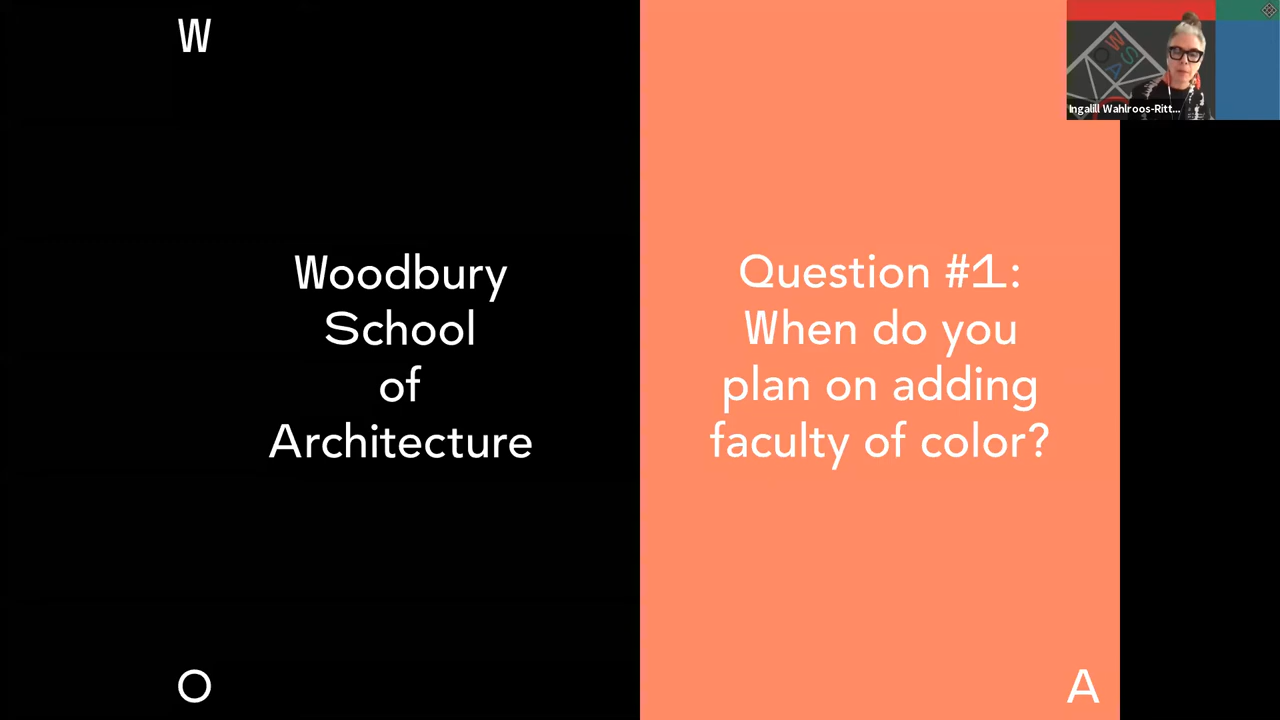 W
Woodbury
School
of
Architecture
O
Question #1:
When do you
plan on adding
faculty of color?
A
W
O
S
A
Ingalill Wahlroos-Ritt...